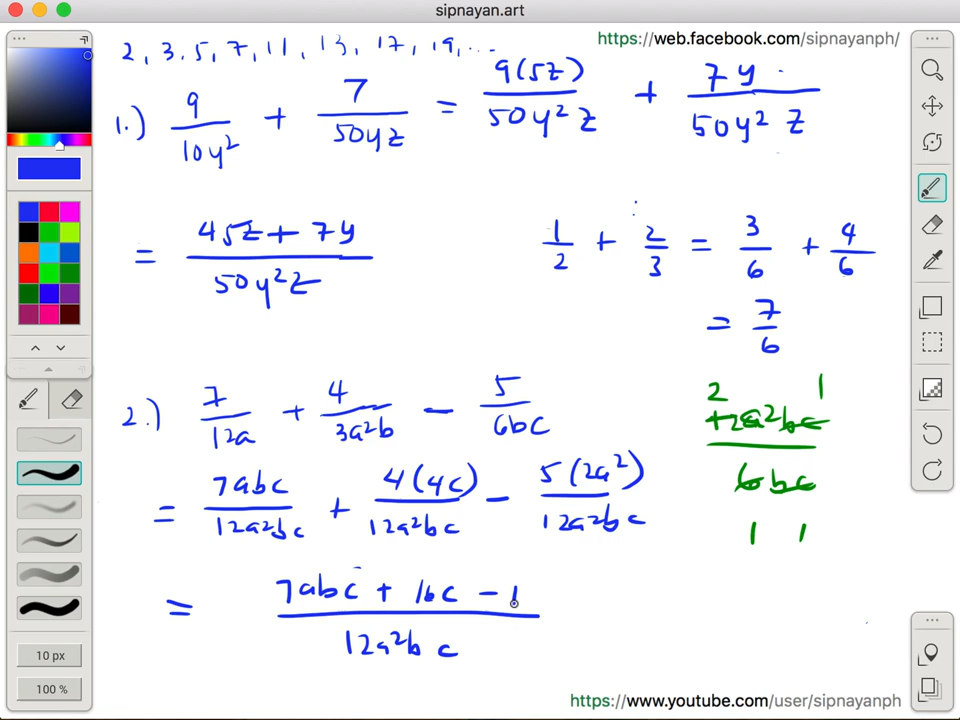 sipnayan.art
https://web.facebook.com/sipnayanph/
2, 3, 5, 7, 11, 13, 17, 19, ...
1.) 9/10y² + 7/50yz = 9(5z)/50y²z + 7y/50y²z
= 45z + 7y/50y²z
1/2 + 2/3 = 3/6 + 4/6
= 7/6
2.) 7/12a + 4/3a²b - 5/6bc
= 7abc/12a²bc + 4(4c)/12a²bc - 5(2a²)/12a²bc
= 7abc + 16c - 1/12a²bc
2 1
12a²bc
6bc
1 1
10 px
100 %
https://www.youtube.com/user/sipnayanph